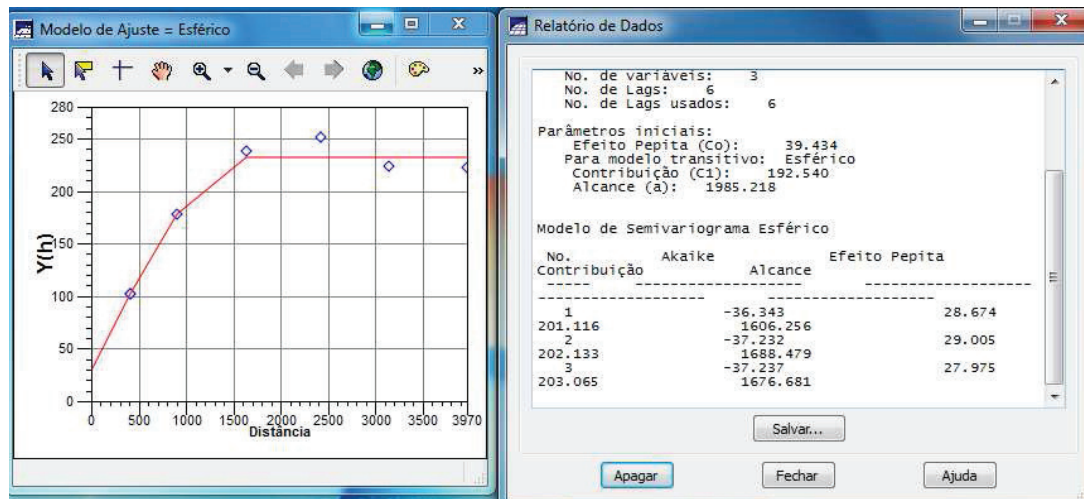 Modelo de Ajuste = Esférico
»
280
250
200
150
100
50
0
Y(h)
0 500 1000 1500 2000 2500 3000 3500 3970
Distância
Relatório de Dados
No. de variáveis: 3
No. de Lags: 6
No. de Lags usados: 6
Parâmetros iniciais:
Efeito Pepita (Co): 39.434
Para modelo transitivo: Esférico
Contribuição (C1): 192.540
Alcance (a): 1985.218
Modelo de Semivariograma Esférico
No. Akaike Efeito Pepita
Contribuição Alcance
----- -------------------- --------------------
-------------------- --------------------
1 -36.343 28.674
201.116 1606.256
2 -37.232 29.005
202.133 1688.479
3 -37.237 27.975
203.065 1676.681
Salvar...
Apagar Fechar Ajuda